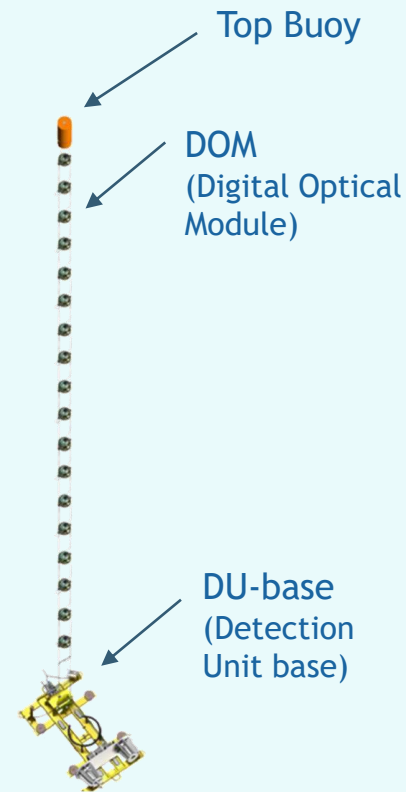 Top Buoy
DOM
(Digital Optical
Module)
DU-base
(Detection
Unit base)